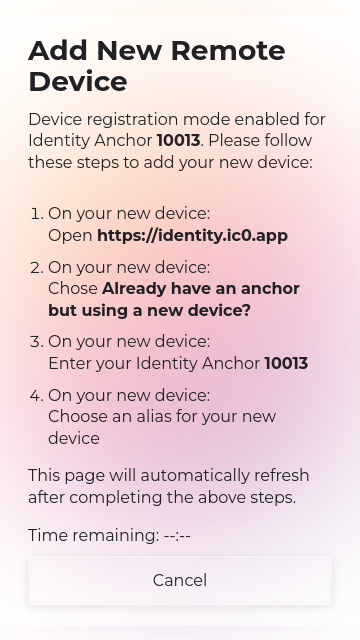 Add New Remote
Device
Device registration mode enabled for
Identity Anchor 10013. Please follow
these steps to add your new device:
1. On your new device:
Open https://identity.ic0.app
2. On your new device:
Chose Already have an anchor
but using a new device?
3. On your new device:
Enter your Identity Anchor 10013
4. On your new device:
Choose an alias for your new
device
This page will automatically refresh
after completing the above steps.
Time remaining: --:--
Cancel